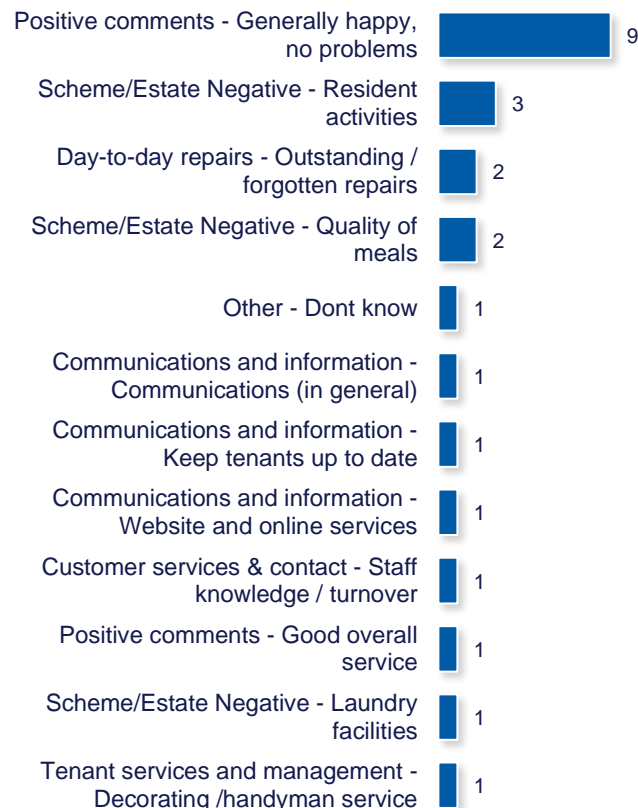 Positive comments - Generally happy,
no problems
9
Scheme/Estate Negative - Resident
activities
3
Day-to-day repairs - Outstanding /
forgotten repairs
2
Scheme/Estate Negative - Quality of
meals
2
Other - Dont know
1
Communications and information -
Communications (in general)
1
Communications and information -
Keep tenants up to date
1
Communications and information -
Website and online services
1
Customer services & contact - Staff
knowledge / turnover
1
Positive comments - Good overall
service
1
Scheme/Estate Negative - Laundry
facilities
1
Tenant services and management -
Decorating /handyman service
1